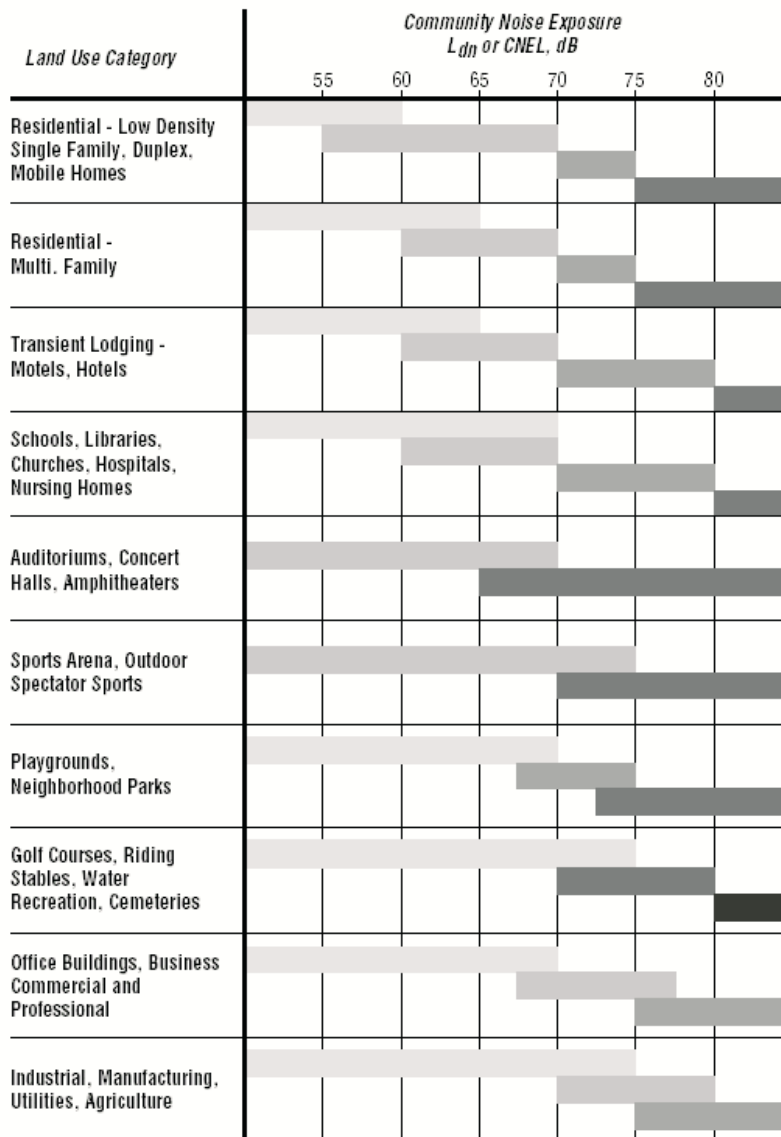 Community Noise Exposure
L dn or CNEL, dB
Land Use Category
55 60 65 70 75 80
Residential - Low Density
Single Family, Duplex,
Mobile Homes
Residential -
Multi. Family
Transient Lodging -
Motels, Hotels
Schools, Libraries,
Churches, Hospitals,
Nursing Homes
Auditoriums, Concert
Halls, Amphitheaters
Sports Arena, Outdoor
Spectator Sports
Playgrounds,
Neighborhood Parks
Golf Courses, Riding
Stables, Water
Recreation, Cemeteries
Office Buildings, Business
Commercial and
Professional
Industrial, Manufacturing,
Utilities, Agriculture